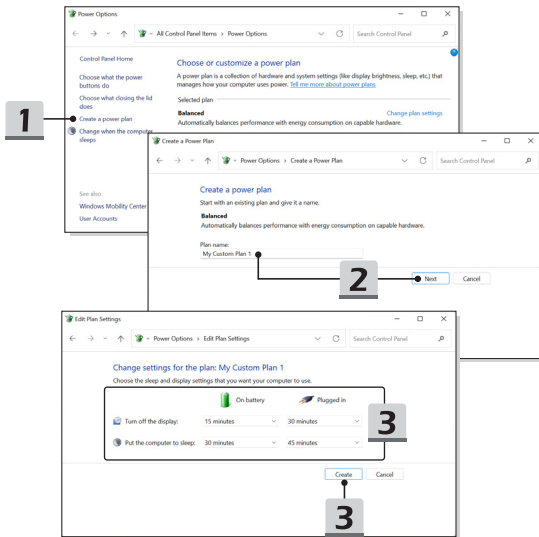 Power Options
All Control Panel Items › Power Options
Search Control Panel
Control Panel Home
Choose what the power
buttons do
Choose what closing the lid
does
Create a power plan
Change when the computer
sleeps
See also
Windows Mobility Center
User Accounts
Choose or customize a power plan
A power plan is a collection of hardware and system settings (like display brightness, sleep, etc.) that
manages how your computer uses power. Tell me more about power plans
Selected plan
Balanced
Change plan settings
Automatically balances performance with energy consumption on capable hardware.
1
Create a Power Plan
Power Options › Create a Power Plan
Search Control Panel
Create a power plan
Start with an existing plan and give it a name.
Balanced
Automatically balances performance with energy consumption on capable hardware.
Plan name:
My Custom Plan 1
2
Next
Cancel
Edit Plan Settings
Power Options › Edit Plan Settings
Search Control Panel
Change settings for the plan: My Custom Plan 1
Choose the sleep and display settings that you want your computer to use.
On battery
Plugged in
Turn off the display: 15 minutes 30 minutes
Put the computer to sleep: 30 minutes 45 minutes
3
Create
Cancel
3